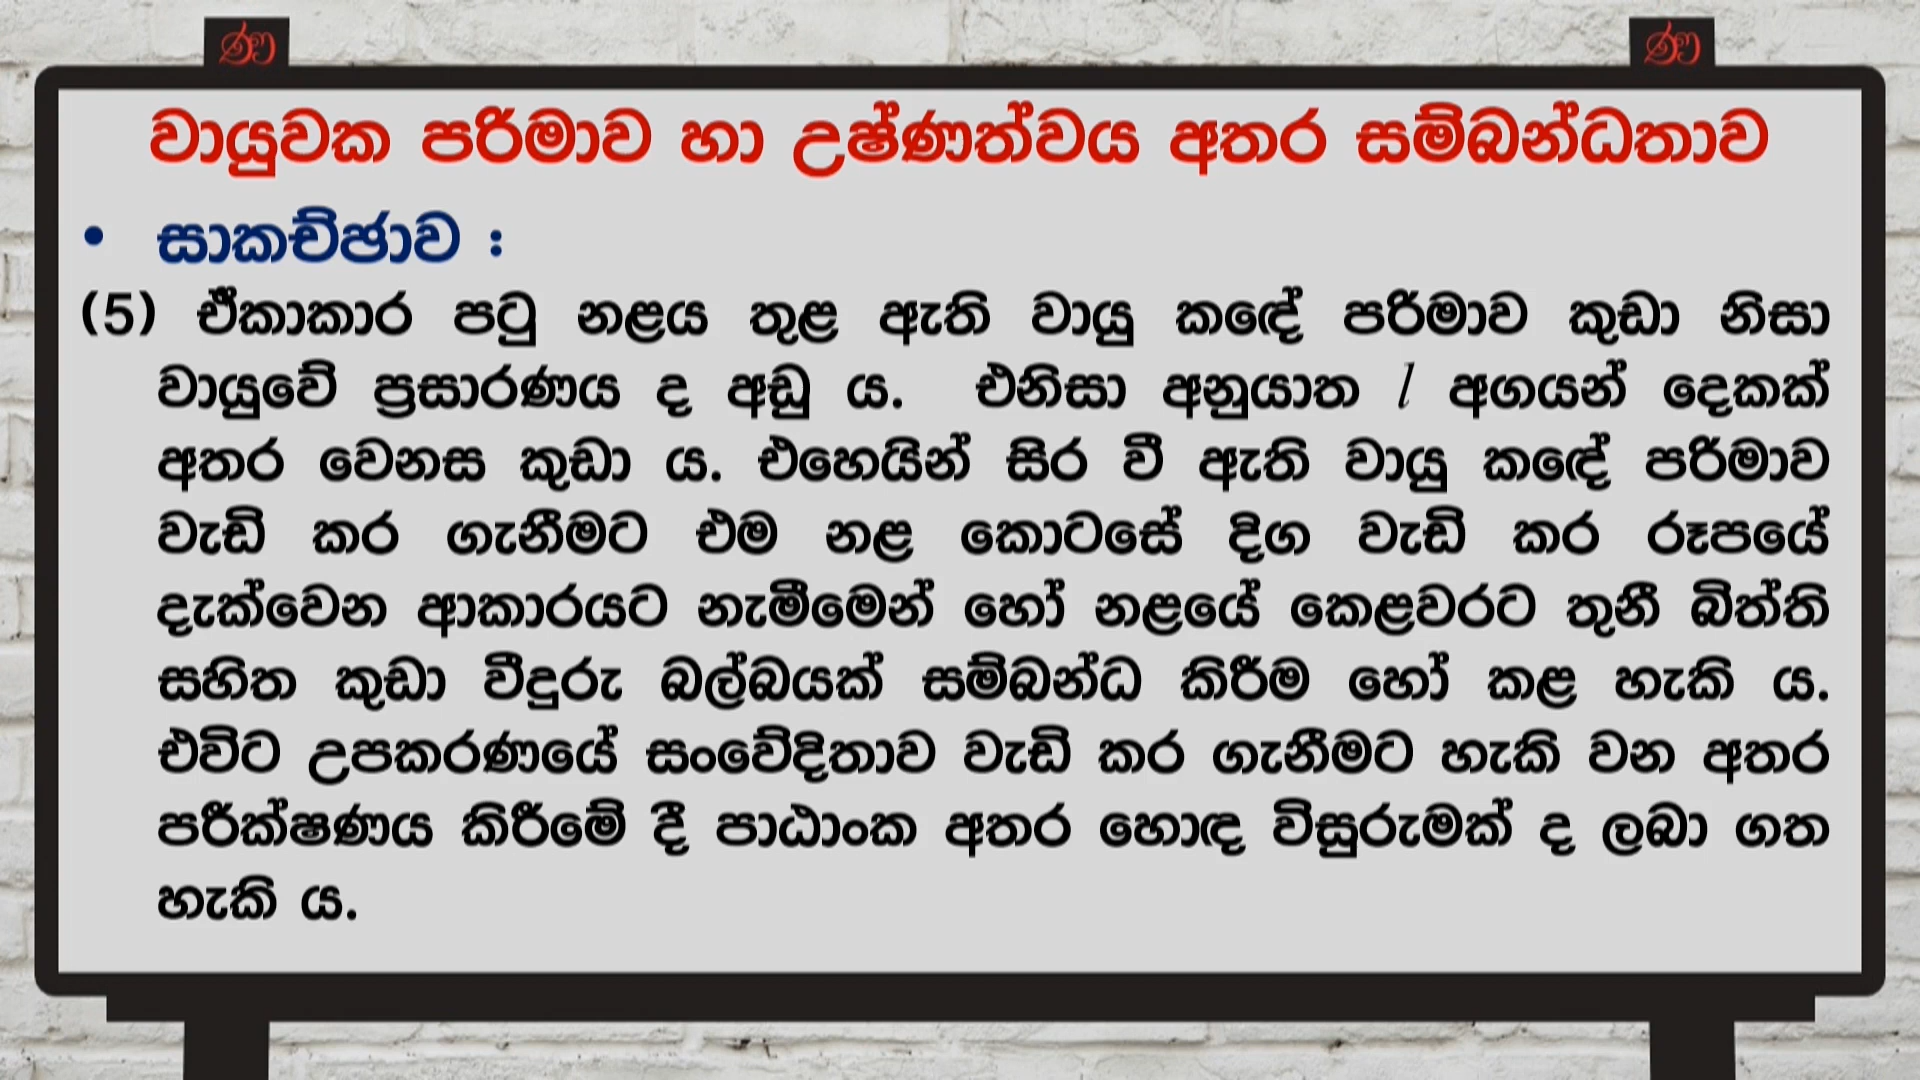 ණ ණ
වායුවක පරිමාව හා උෂ්ණත්වය අතර සම්බන්ධතාව
• සාකච්ඡාව :
(5) ඒකාකාර පටු නළය තුළ ඇති වායු කඳේ පරිමාව කුඩා නිසා
වායුවේ ප්‍රසාරණය ද අඩු ය. එනිසා අනුයාත l අගයන් දෙකක්
අතර වෙනස කුඩා ය. එහෙයින් සිර වී ඇති වායු කඳේ පරිමාව
වැඩි කර ගැනීමට එම නළ කොටසේ දිග වැඩි කර රූපයේ
දැක්වෙන ආකාරයට නැමීමෙන් හෝ නළයේ කෙළවරට තුනී බිත්ති
සහිත කුඩා වීදුරු බල්බයක් සම්බන්ධ කිරීම හෝ කළ හැකි ය.
එවිට උපකරණයේ සංවේදිතාව වැඩි කර ගැනීමට හැකි වන අතර
පරීක්ෂණය කිරීමේ දී පාඨාංක අතර හොඳ විසුරුමක් ද ලබා ගත
හැකි ය.